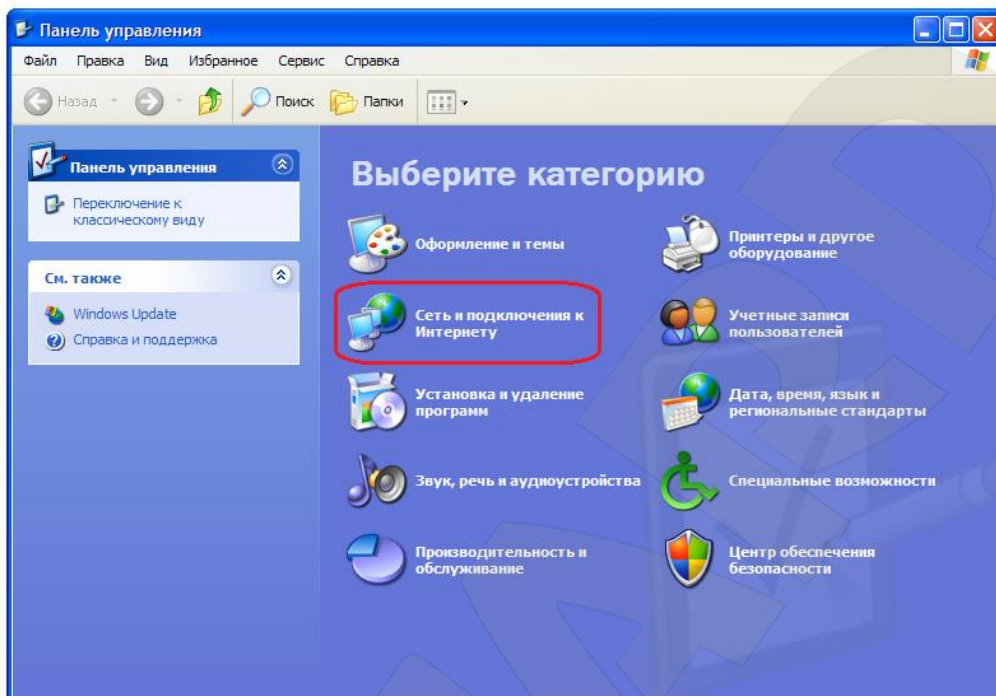 Панель управления
Файл Правка Вид Избранное Сервис Справка
Назад Поиск Папки
Панель управления
Переключение к
классическому виду
См. также
Windows Update
Справка и поддержка
Выберите категорию
Оформление и темы
Принтеры и другое
оборудование
Сеть и подключения к
Интернету
Учетные записи
пользователей
Установка и удаление
программ
Дата, время, язык и
региональные стандарты
Звук, речь и аудиоустройства
Специальные возможности
Производительность и
обслуживание
Центр обеспечения
безопасности